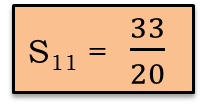 S₁₁ = 33/20